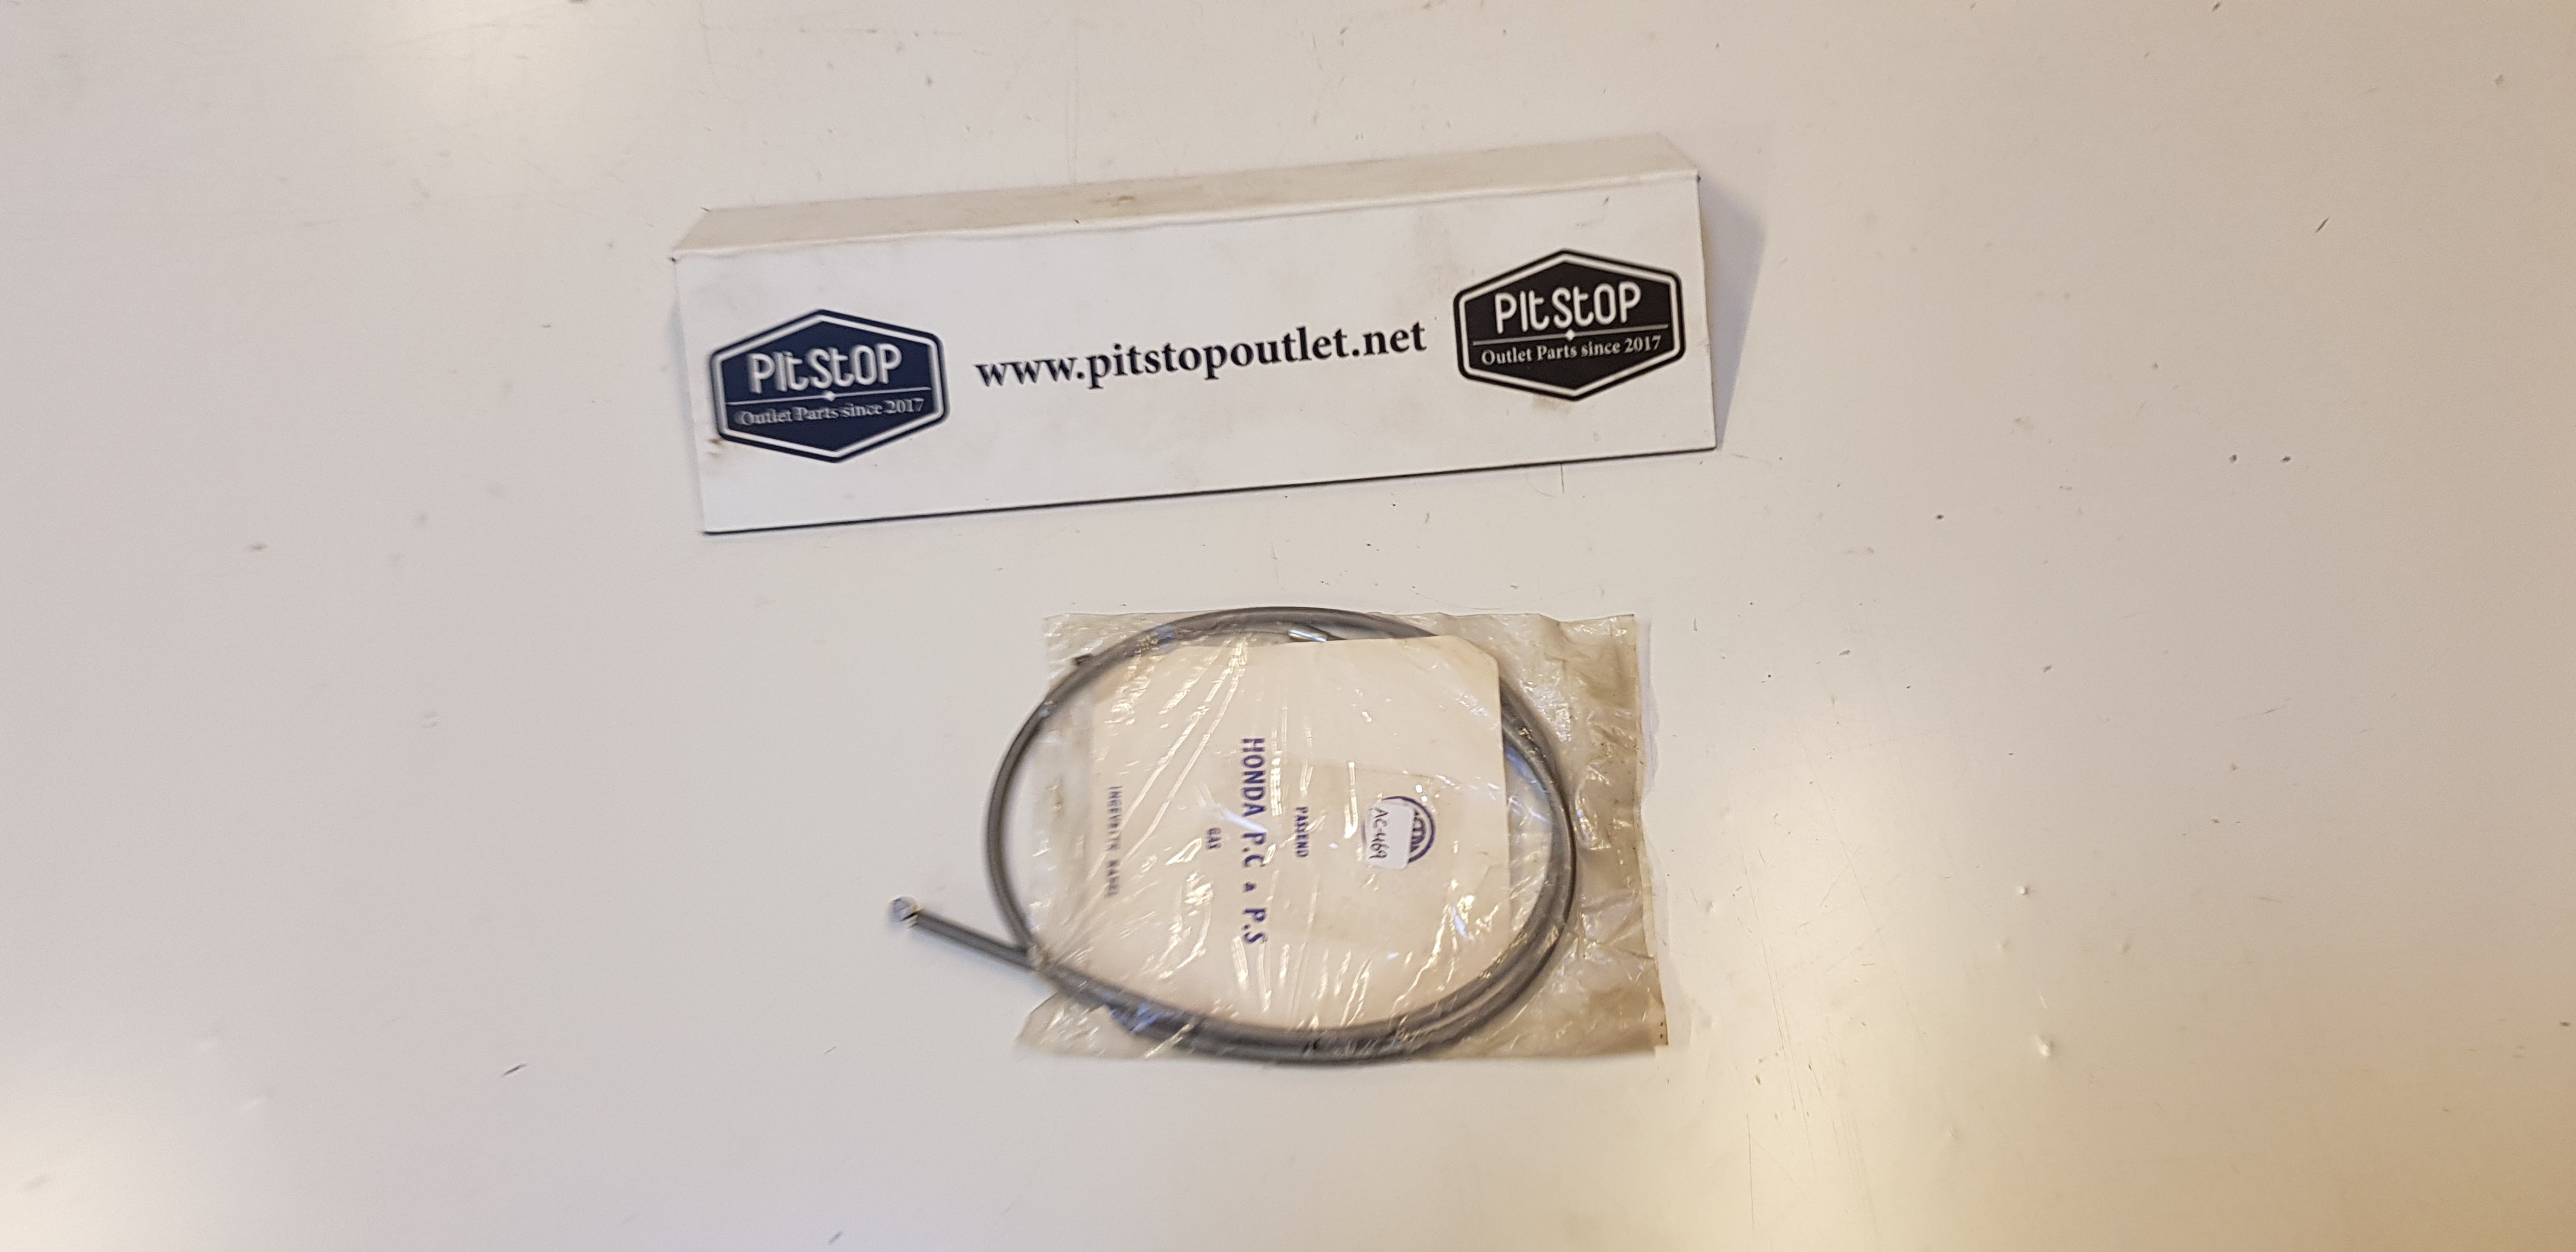 PitStOP
Outlet Parts since 2017
www.pitstopoutlet.net
PitStOP
Outlet Parts since 2017
AC-469
PASSEND
HONDA P.C & P.S
GAS